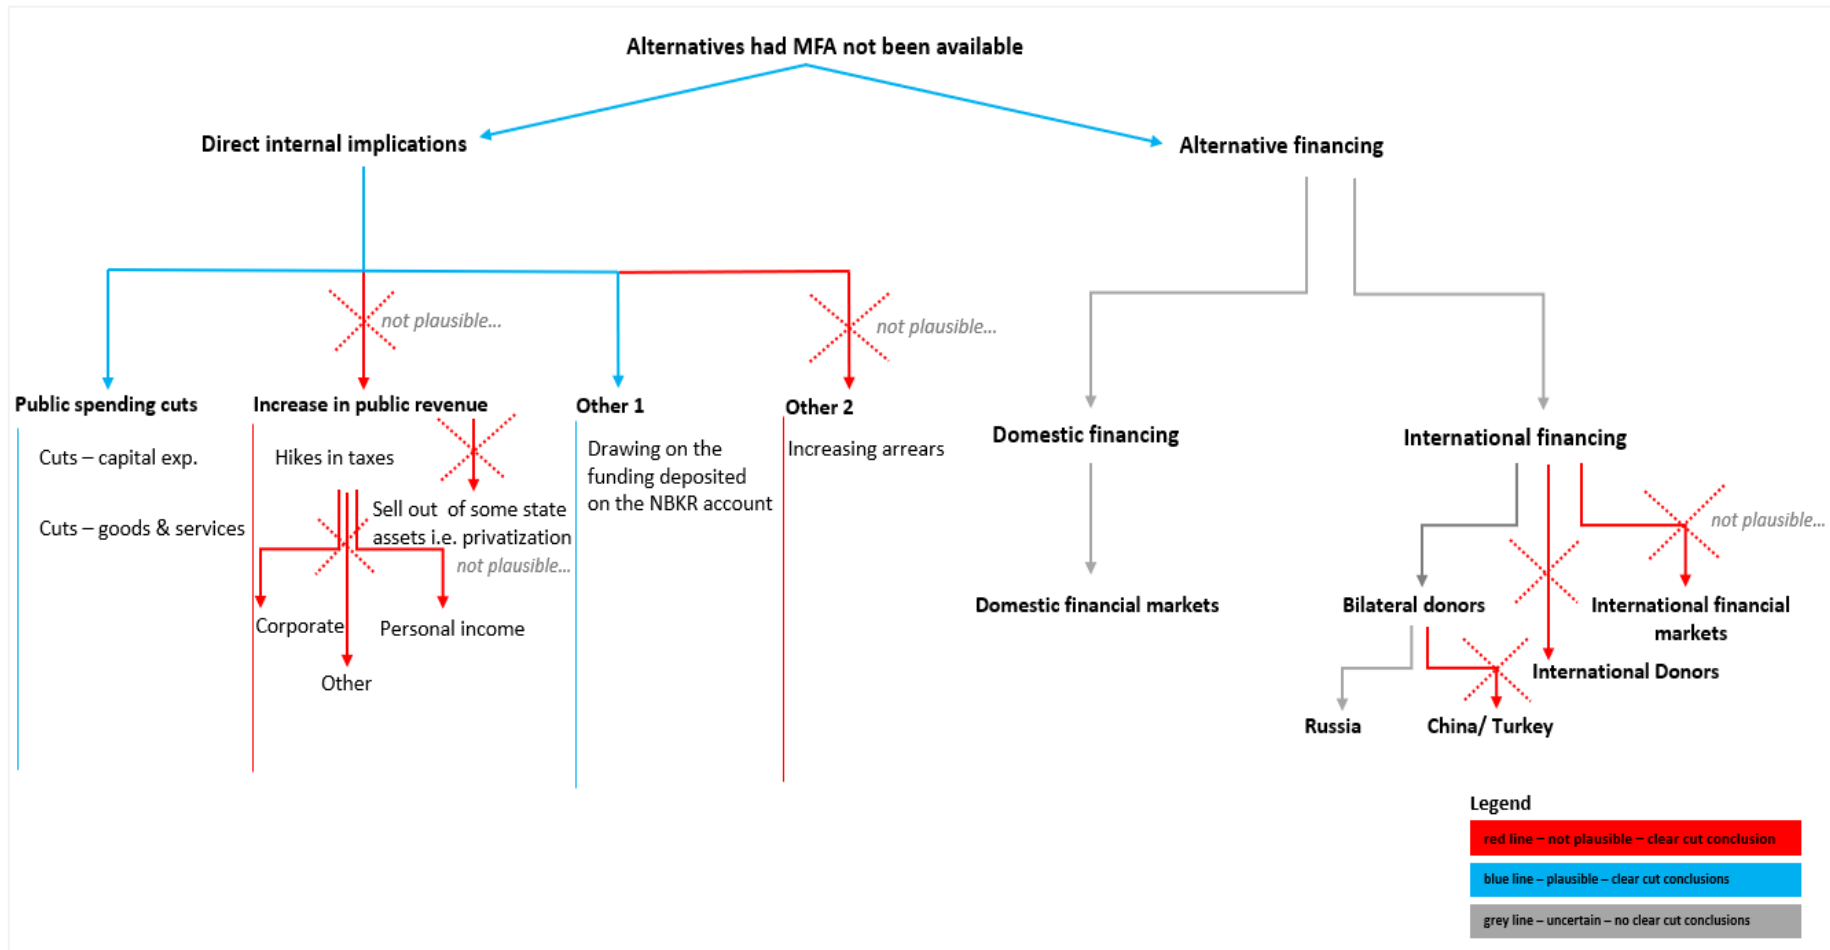 Alternatives had MFA not been available
Direct internal implications
Alternative financing
not plausible...
not plausible...
Public spending cuts
Cuts – capital exp.
Cuts – goods & services
Increase in public revenue
Hikes in taxes
Sell out of some state
assets i.e. privatization
not plausible...
Corporate
Personal income
Other
Other 1
Drawing on the
funding deposited
on the NBKR account
Other 2
Increasing arrears
Domestic financing
Domestic financial markets
International financing
not plausible...
Bilateral donors
International financial
markets
International Donors
Russia
China/ Turkey
Legend
red line – not plausible – clear cut conclusion
blue line – plausible – clear cut conclusions
grey line – uncertain – no clear cut conclusions